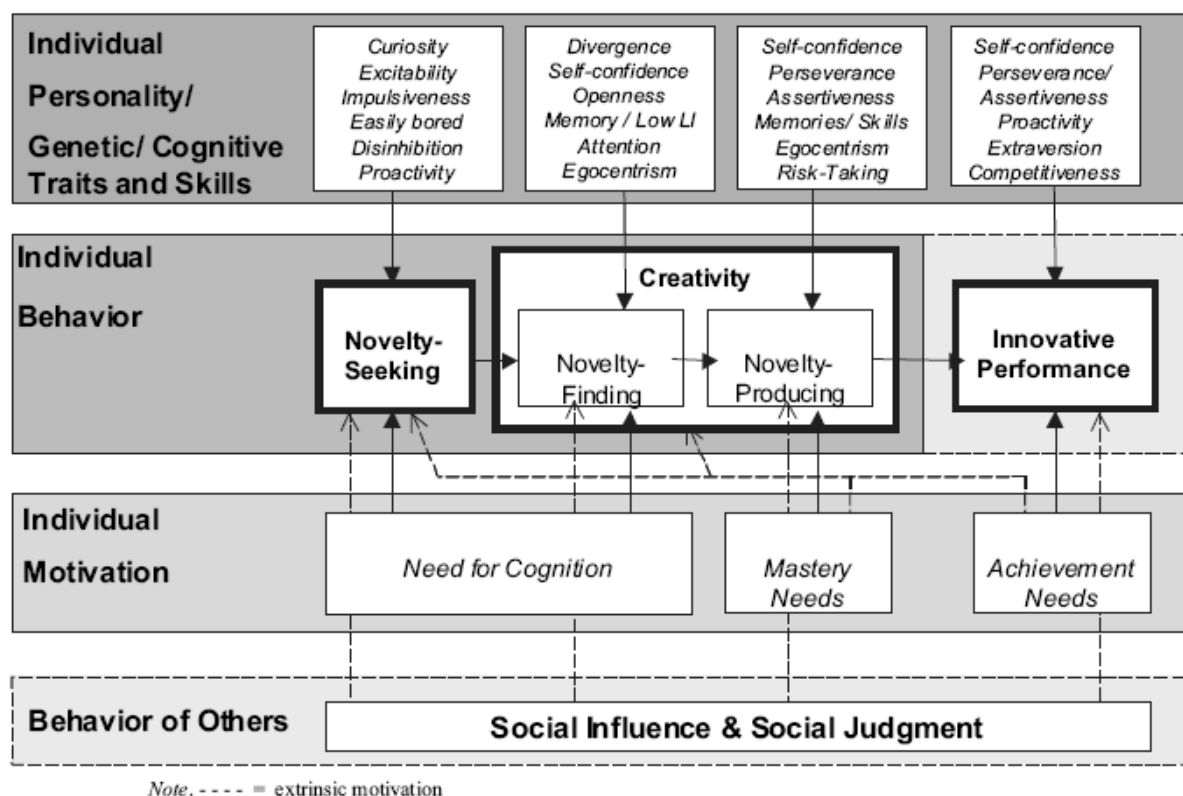 Individual
Personality/
Genetic/ Cognitive
Traits and Skills
Curiosity
Excitability
Impulsiveness
Easily bored
Disinhibition
Proactivity
Divergence
Self-confidence
Openness
Memory / Low LI
Attention
Egocentrism
Self-confidence
Perseverance
Assertiveness
Memories/ Skills
Egocentrism
Risk-Taking
Self-confidence
Perseverance/
Assertiveness
Proactivity
Extraversion
Competitiveness
Individual
Behavior
Novelty-
Seeking
Creativity
Novelty-
Finding
Novelty-
Producing
Innovative
Performance
Individual
Motivation
Need for Cognition
Mastery
Needs
Achievement
Needs
Behavior of Others
Social Influence & Social Judgment
Note. - - - - = extrinsic motivation